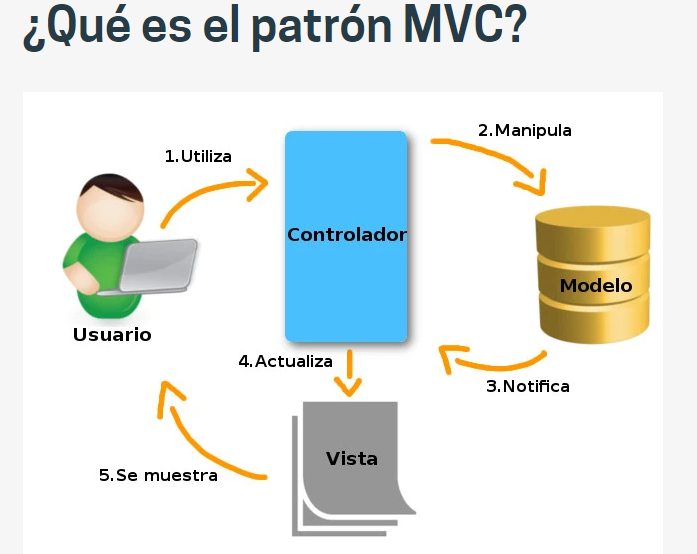 ¿Qué es el patrón MVC?
1.Utiliza
2.Manipula
Controlador
Modelo
Usuario
4.Actualiza
3.Notifica
Vista
5.Se muestra